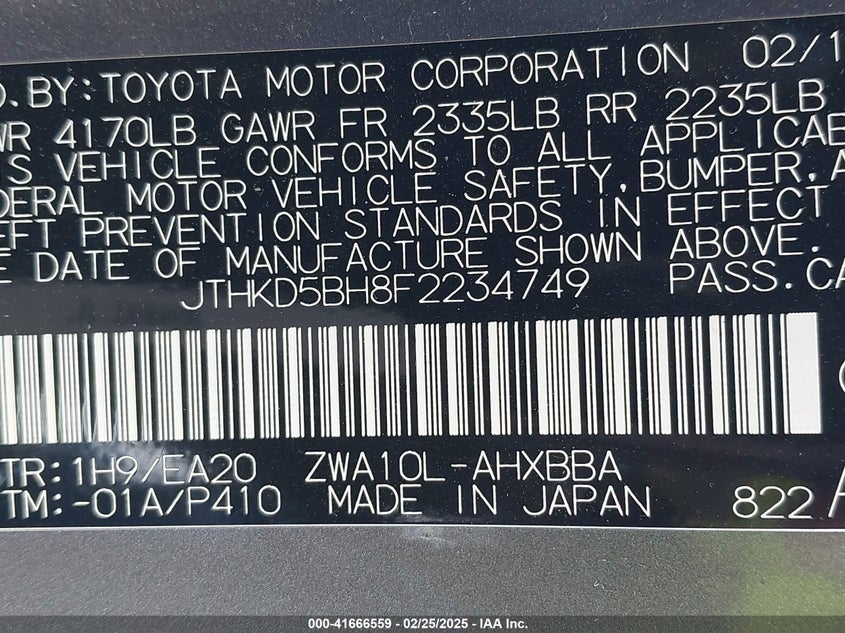 D. BY: TOYOTA MOTOR CORPORATION 02/1
WR 4170LB GAWR FR 2335LB RR 2235LB
IS VEHICLE CONFORMS TO ALL APPLICAB
DERAL MOTOR VEHICLE SAFETY, BUMPER, A
EFT PREVENTION STANDARDS IN EFFECT
E DATE OF MANUFACTURE SHOWN ABOVE.
JTHKD5BH8F2234749 PASS. CA
TR: 1H9/EA20 ZWA10L-AHXBBA
TM: -01A/P410 MADE IN JAPAN 822 A
000-41666559 - 02/25/2025 - IAA Inc.